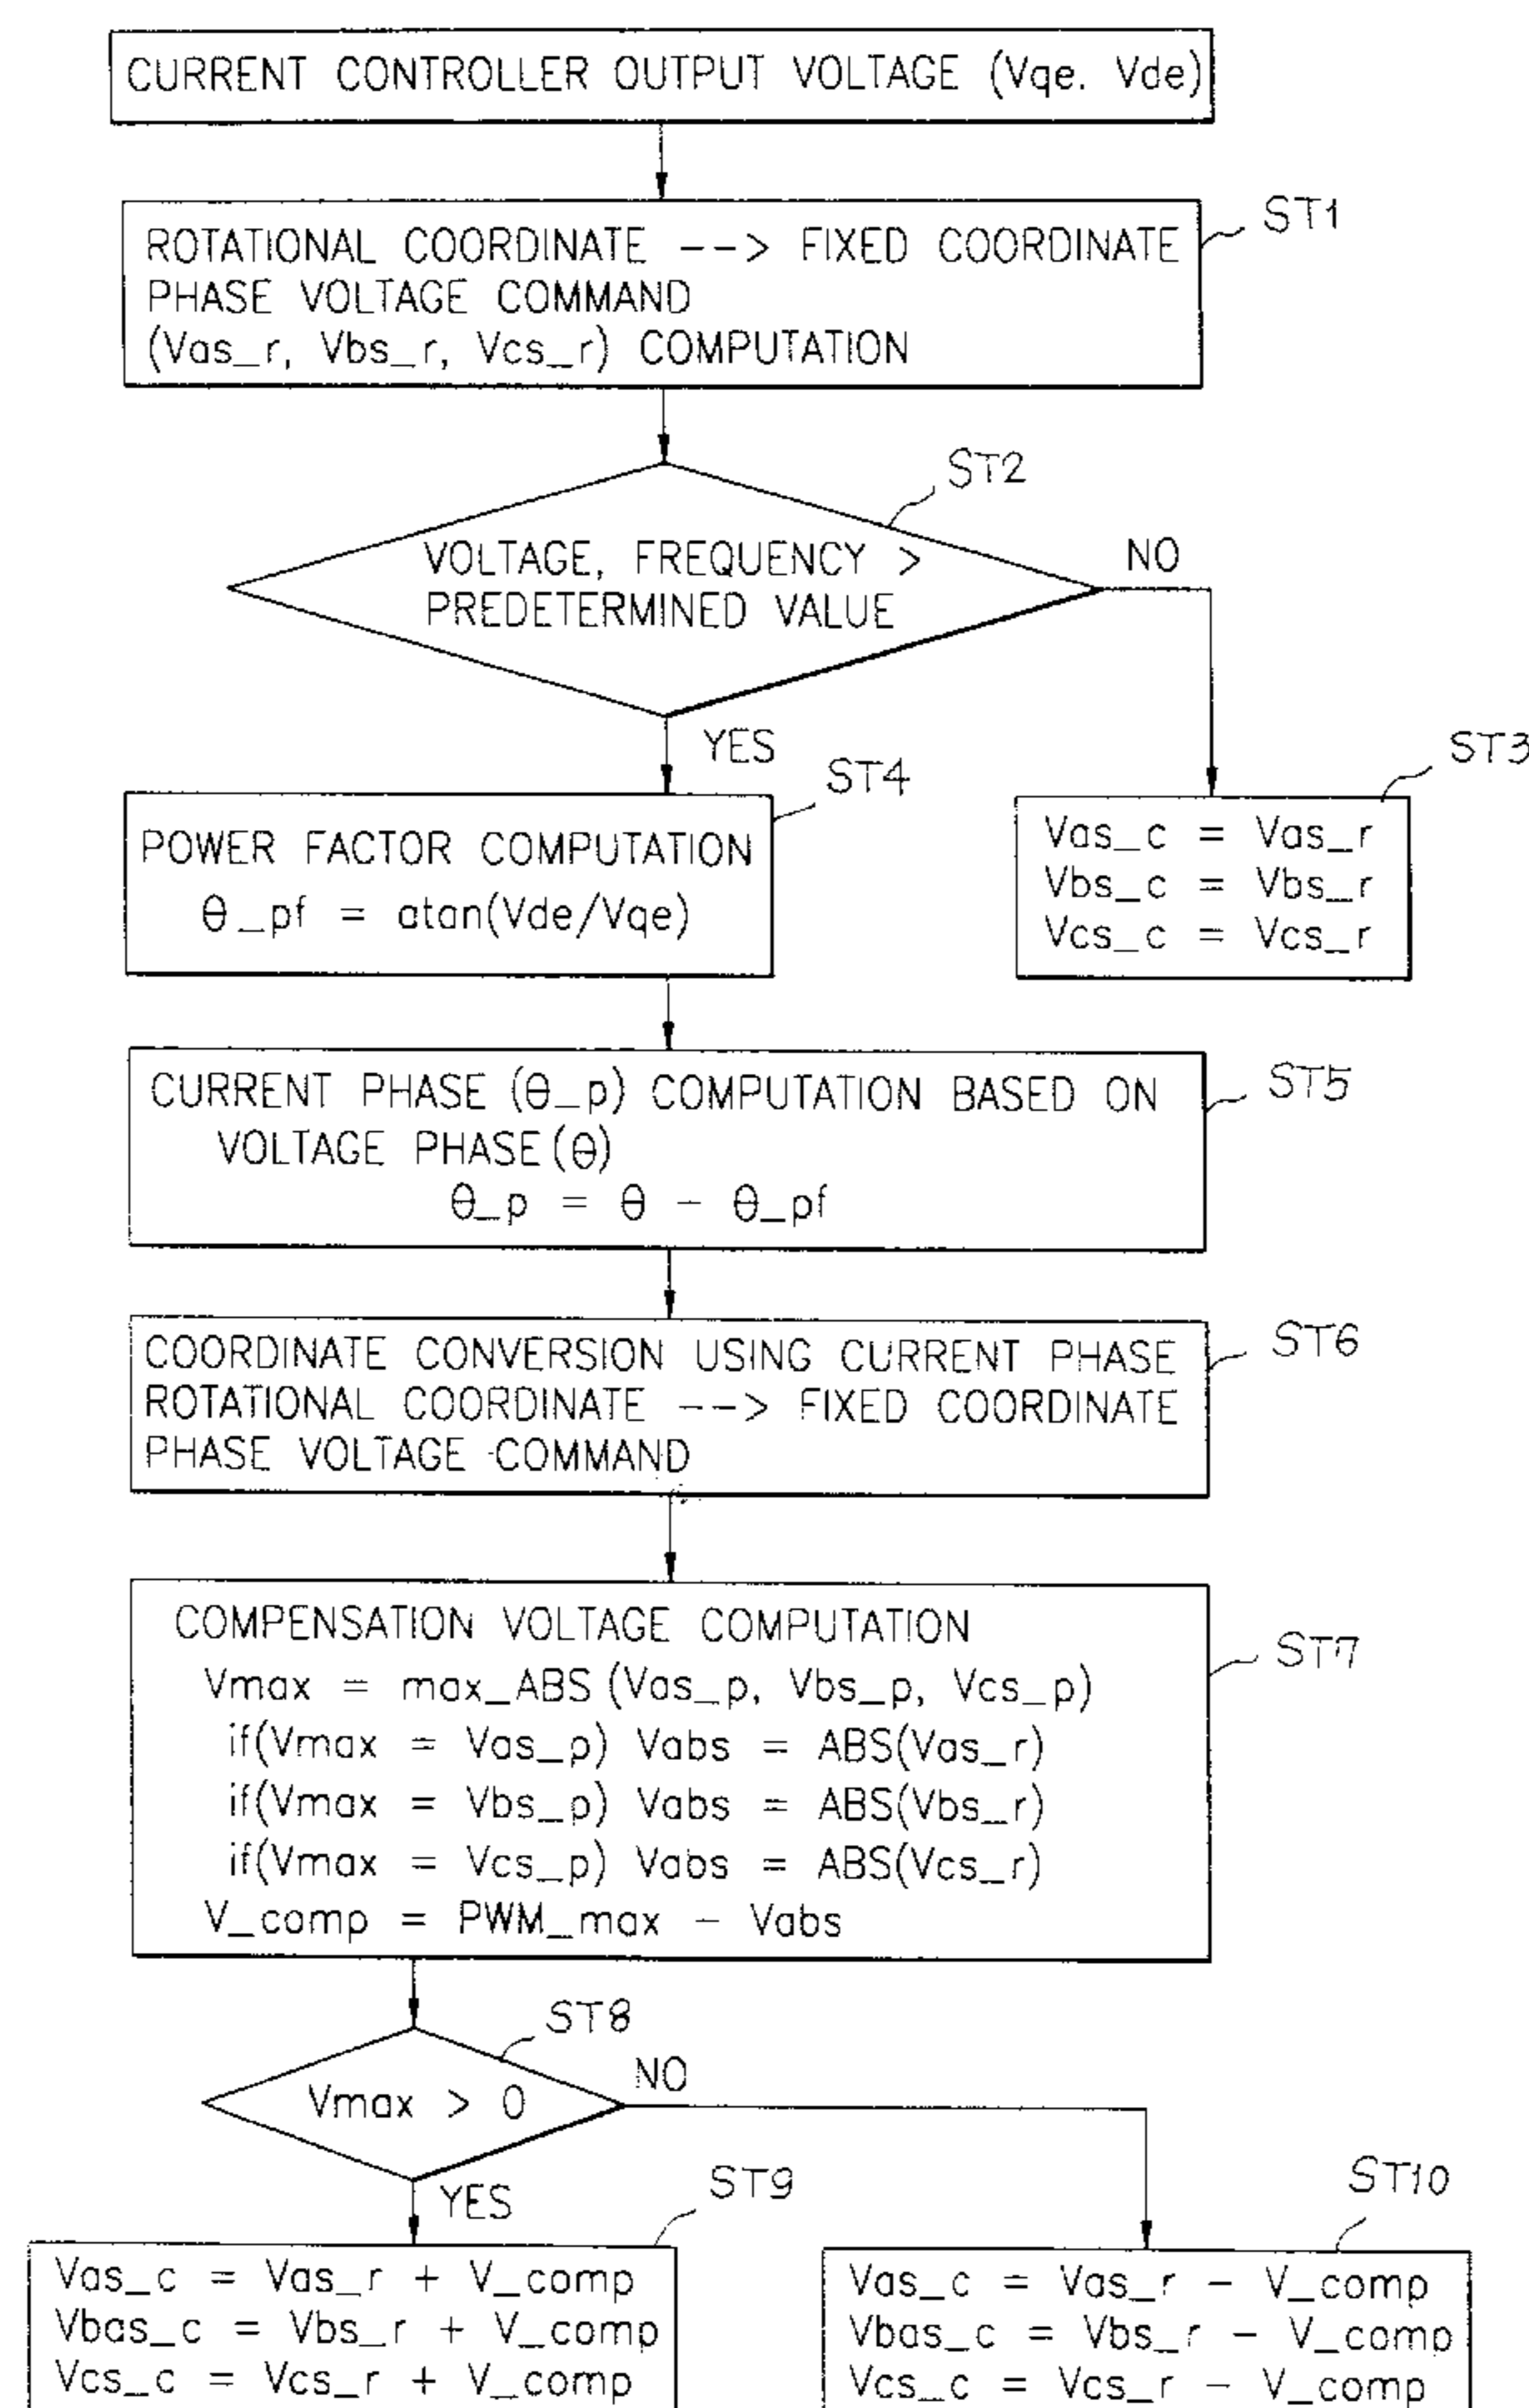 CURRENT CONTROLLER OUTPUT VOLTAGE (Vqe. Vde)
ST1
ROTATIONAL COORDINATE --> FIXED COORDINATE
PHASE VOLTAGE COMMAND
(Vas_r, Vbs_r, Vcs_r) COMPUTATION
ST2
VOLTAGE, FREQUENCY >
PREDETERMINED VALUE
NO
YES
ST3
Vas_c = Vas_r
Vbs_c = Vbs_r
Vcs_c = Vcs_r
ST4
POWER FACTOR COMPUTATION
θ_pf = atan(Vde/Vqe)
ST5
CURRENT PHASE (θ_p) COMPUTATION BASED ON
VOLTAGE PHASE(θ)
θ_p = θ - θ_pf
ST6
COORDINATE CONVERSION USING CURRENT PHASE
ROTATIONAL COORDINATE --> FIXED COORDINATE
PHASE VOLTAGE COMMAND
ST7
COMPENSATION VOLTAGE COMPUTATION
Vmax = max_ABS (Vas_p, Vbs_p, Vcs_p)
if(Vmax = Vas_p) Vabs = ABS(Vas_r)
if(Vmax = Vbs_p) Vabs = ABS(Vbs_r)
if(Vmax = Vcs_p) Vabs = ABS(Vcs_r)
V_comp = PWM_max - Vabs
ST8
Vmax > 0
NO
YES
ST9
Vas_c = Vas_r + V_comp
Vbas_c = Vbs_r + V_comp
Vcs_c = Vcs_r + V_comp
ST10
Vas_c = Vas_r - V_comp
Vbas_c = Vbs_r - V_comp
Vcs_c = Vcs_r - V_comp